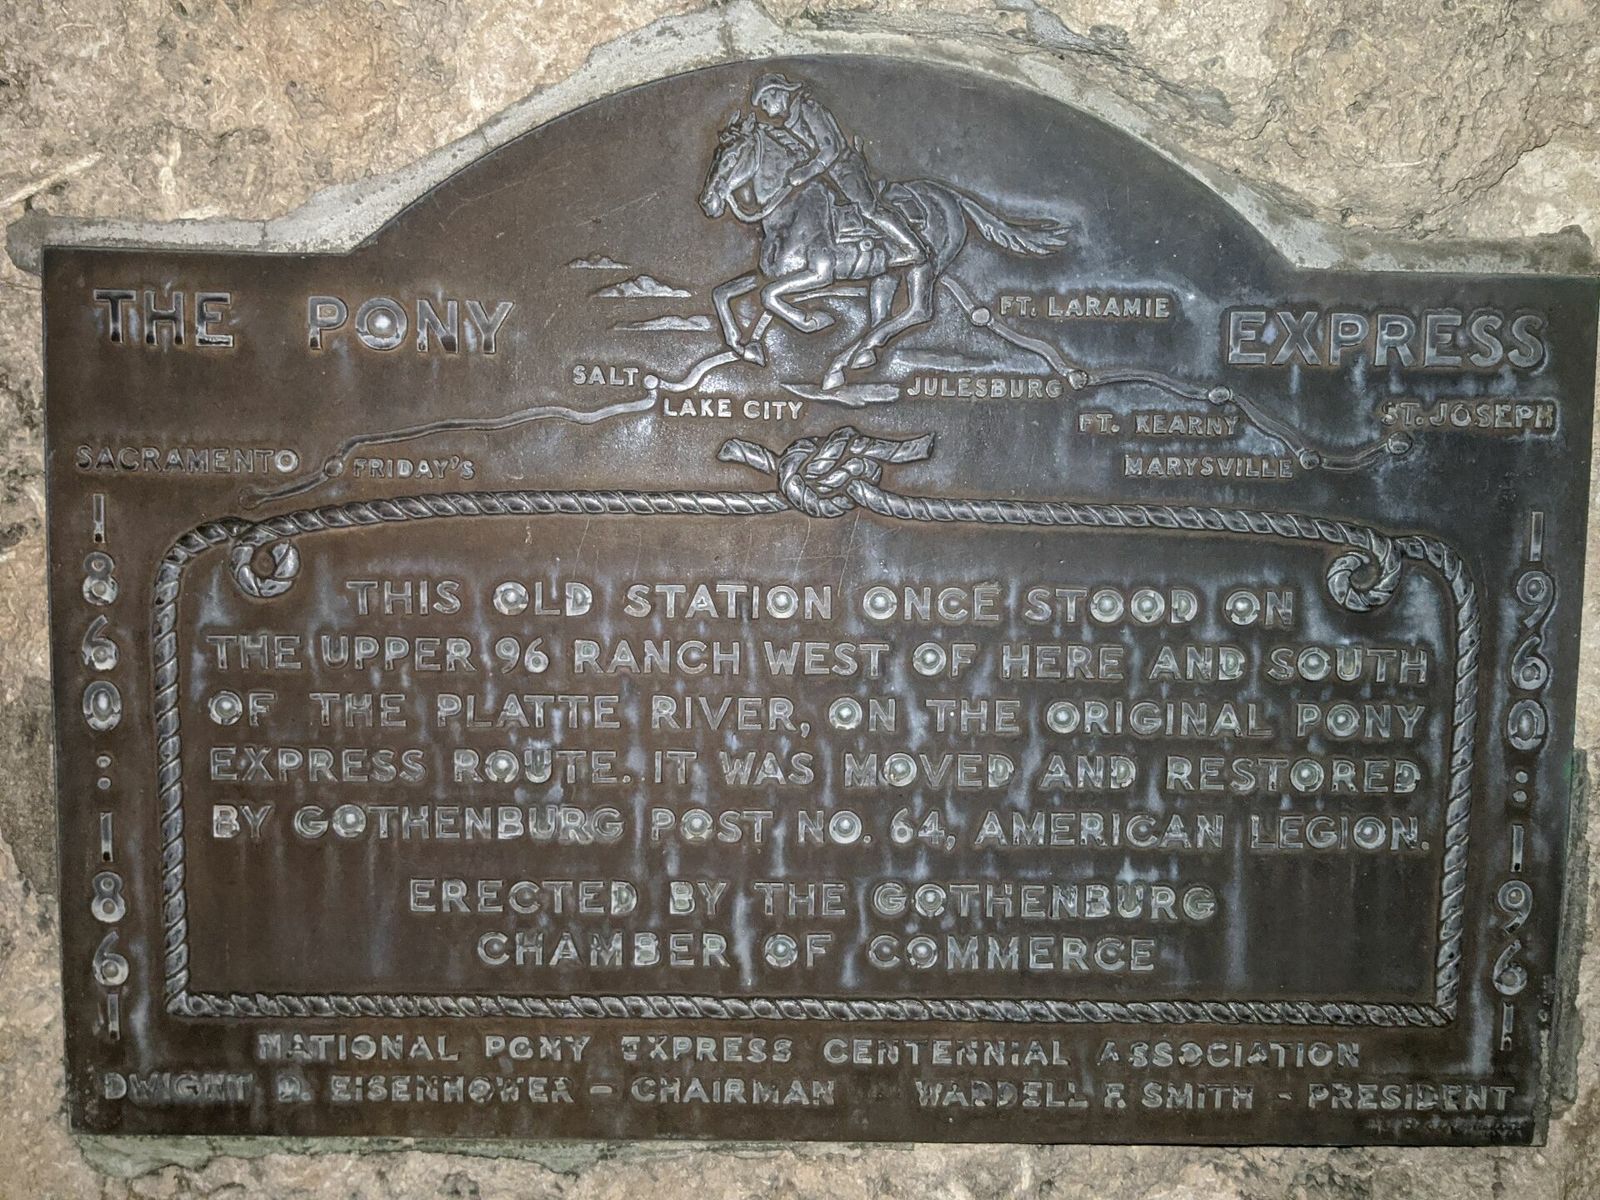 THE PONY EXPRESS
FT. LARAMIE
SALT
LAKE CITY
JULESBURG
FT. KEARNY
ST. JOSEPH
SACRAMENTO
FRIDAY'S
MARYSVILLE
1860:1861
1960:1961
THIS OLD STATION ONCE STOOD ON
THE UPPER 96 RANCH WEST OF HERE AND SOUTH
OF THE PLATTE RIVER, ON THE ORIGINAL PONY
EXPRESS ROUTE. IT WAS MOVED AND RESTORED
BY GOTHENBURG POST NO. 64, AMERICAN LEGION.
ERECTED BY THE GOTHENBURG
CHAMBER OF COMMERCE
NATIONAL PONY EXPRESS CENTENNIAL ASSOCIATION
DWIGHT D. EISENHOWER - CHAIRMAN WADDELL F. SMITH - PRESIDENT